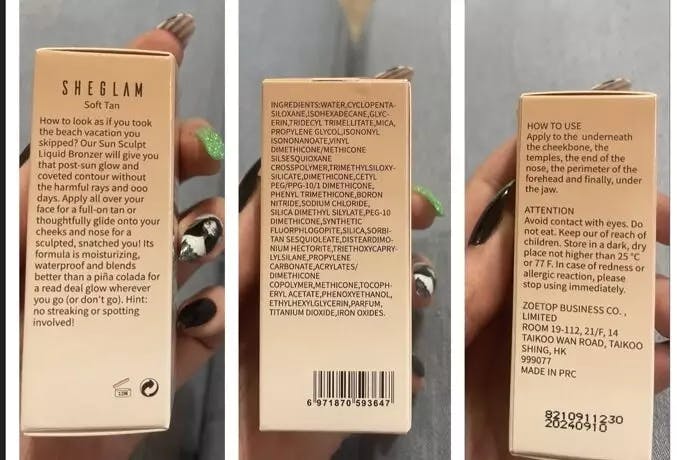 SHEGLAM
Soft Tan
How to look as if you took
the beach vacation you
skipped? Our Sun Sculpt
Liquid Bronzer will give you
that post-sun glow and
coveted contour without
the harmful rays and ooo
days. Apply all over your
face for a full-on tan or
thoughtfully glide onto your
cheeks and nose for a
sculpted, snatched you! Its
formula is moisturizing,
waterproof and blends
better than a piña colada for
a read deal glow wherever
you go (or don't go). Hint:
no streaking or spotting
involved!
12M
INGREDIENTS:WATER,CYCLOPENTA-
SILOXANE,ISOHEXADECANE,GLYC-
ERIN,TRIDECYL TRIMELLITATE,MICA,
PROPYLENE GLYCOL,ISONONYL
ISONONANOATE,VINYL
DIMETHICONE/METHICONE
SILSESQUIOXANE
CROSSPOLYMER,TRIMETHYLSILOXY-
SILICATE,DIMETHICONE,CETYL
PEG/PPG-10/1 DIMETHICONE,
PHENYL TRIMETHICONE,BORON
NITRIDE,SODIUM CHLORIDE,
SILICA DIMETHYL SILYLATE,PEG-10
DIMETHICONE,SYNTHETIC
FLUORPHLOGOPITE,SILICA,SORBI-
TAN SESQUIOLEATE,DISTEARDIMO-
NIUM HECTORITE,TRIETHOXYCAPRY-
LYLSILANE,PROPYLENE
CARBONATE,ACRYLATES/
DIMETHICONE
COPOLYMER,METHICONE,TOCOPH-
ERYL ACETATE,PHENOXYETHANOL,
ETHYLHEXYLGLYCERIN,PARFUM,
TITANIUM DIOXIDE,IRON OXIDES.
6 971870 593647
HOW TO USE
Apply to the underneath
the cheekbone, the
temples, the end of the
nose, the perimeter of the
forehead and finally, under
the jaw.
ATTENTION
Avoid contact with eyes. Do
not eat. Keep our of reach of
children. Store in a dark, dry
place not higher than 25 °C
or 77 F. In case of redness or
allergic reaction, please
stop using immediately.
ZOETOP BUSINESS CO. ,
LIMITED
ROOM 19-112, 21/F, 14
TAIKOO WAN ROAD, TAIKOO
SHING, HK
999077
MADE IN PRC
8210911230
20240910